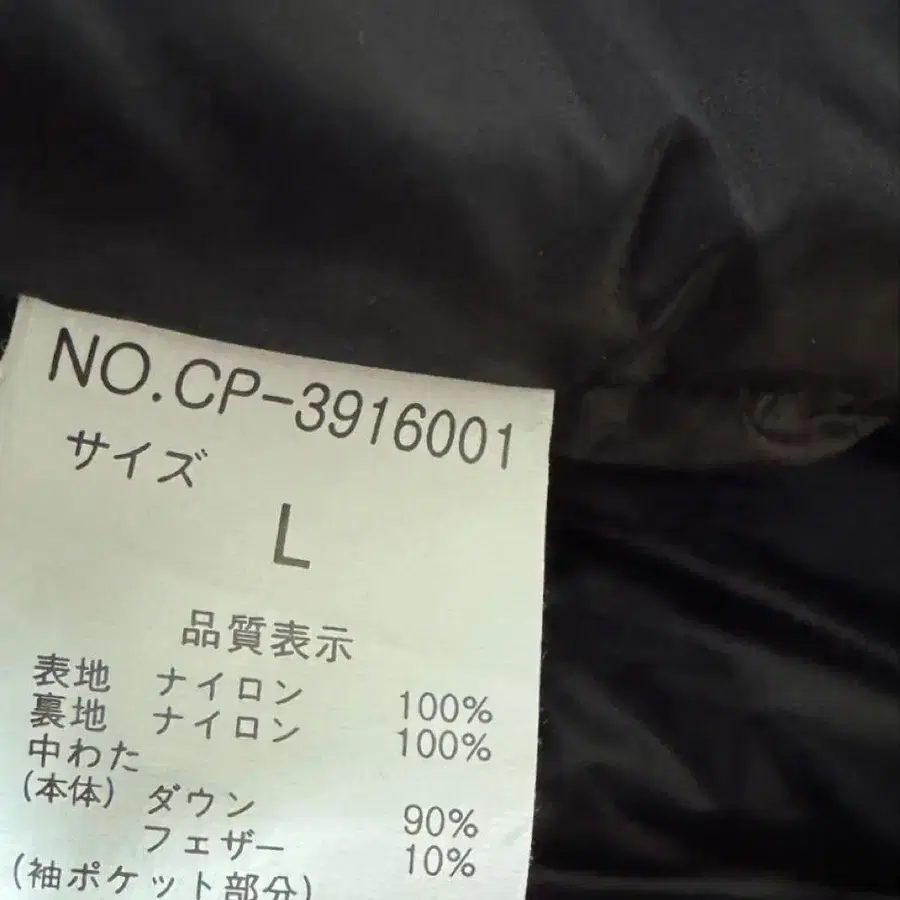 NO.CP-3916001
サイズ
L
品質表示
表地 ナイロン 100%
裏地 ナイロン 100%
中わた
(本体) ダウン 90%
フェザー 10%
(袖ポケット部分)